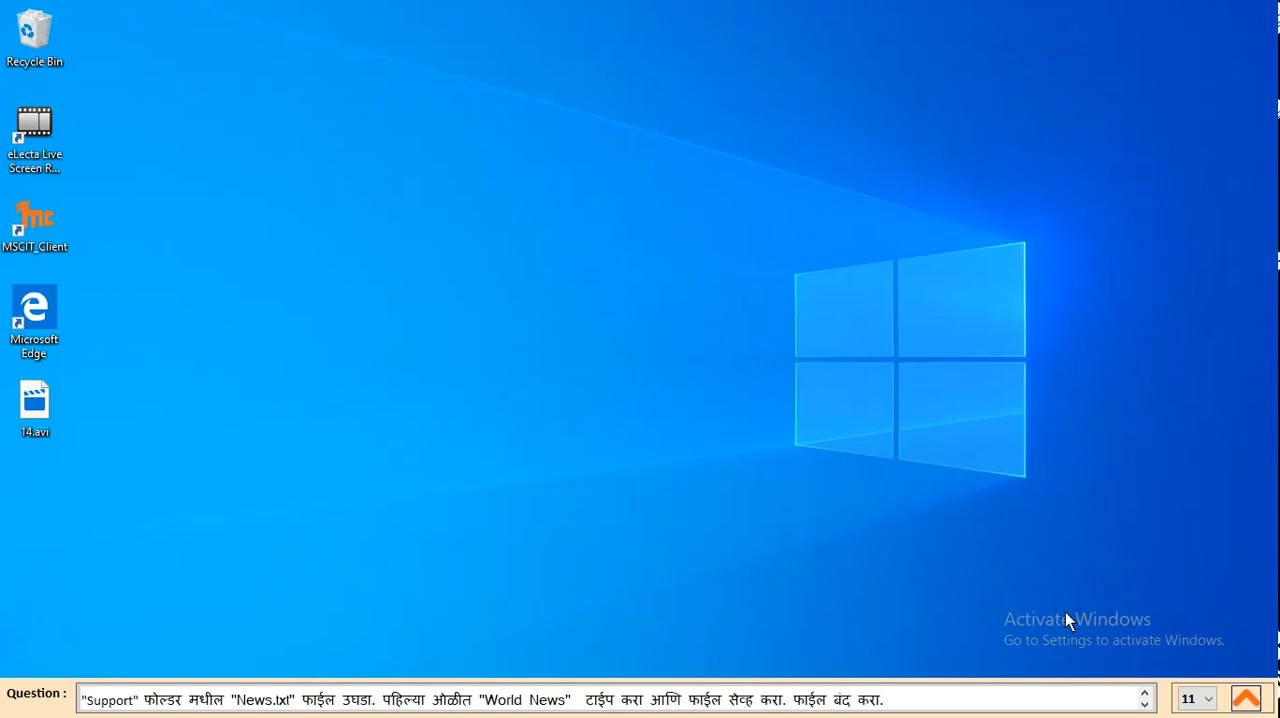 Recycle Bin
eLecta Live
Screen R...
mc
MSCIT_Client
Microsoft
Edge
14.avi
Activate Windows
Go to Settings to activate Windows.
Question :
"Support" फोल्डर मधील "News.txt" फाईल उघडा. पहिल्या ओळीत "World News" टाईप करा आणि फाईल सेव्ह करा. फाईल बंद करा.
11